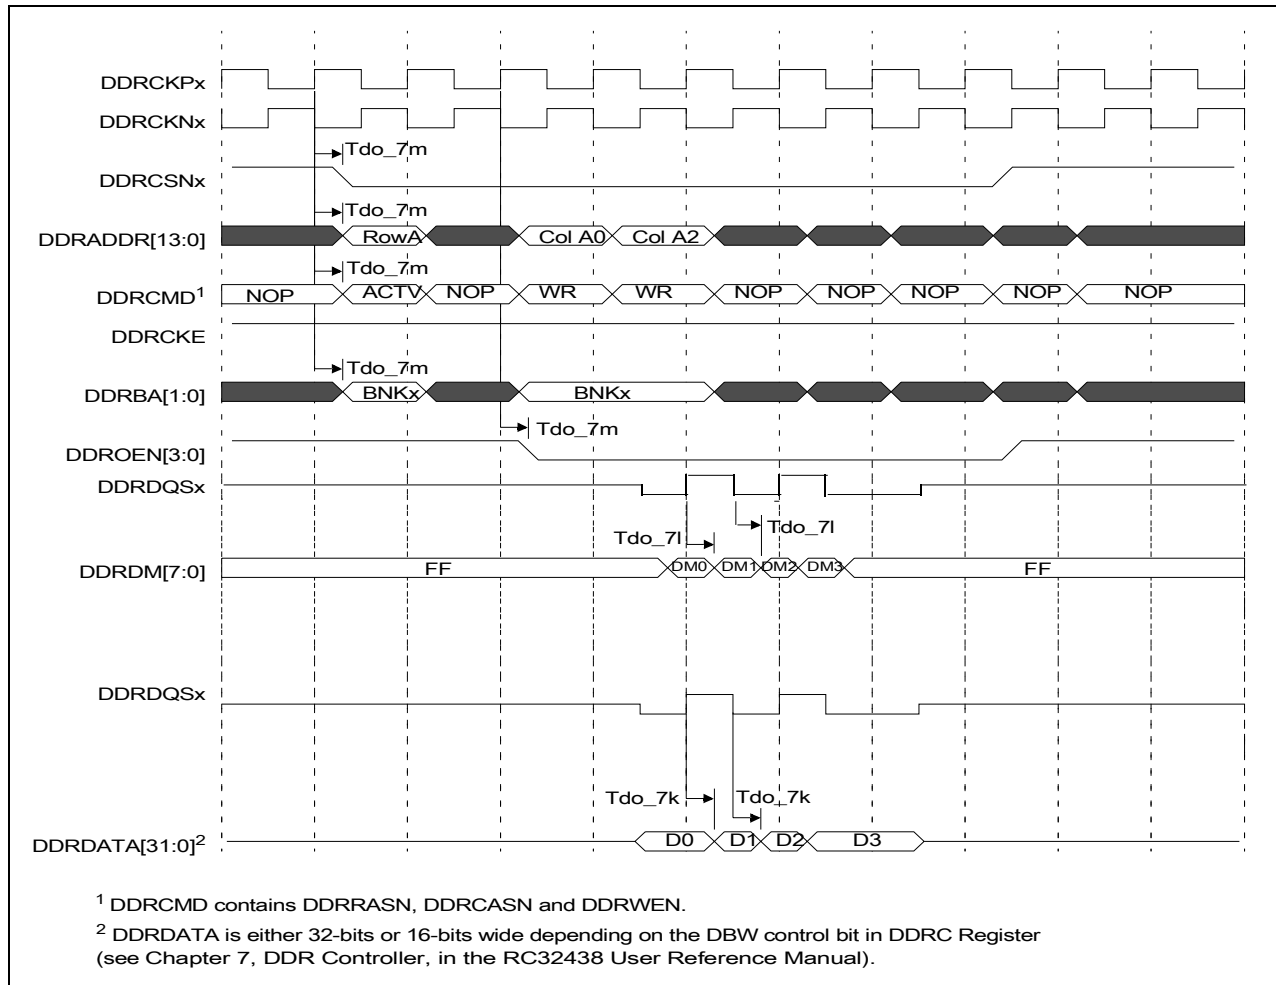 DDRCKPx
DDRCKNx
Tdo_7m
DDRCSNx
Tdo_7m
DDRADDR[13:0] RowA Col A0 Col A2
Tdo_7m
DDRCMD1 NOP ACTV NOP WR WR NOP NOP NOP NOP NOP
DDRCKE
Tdo_7m
DDRBA[1:0] BNKx BNKx
Tdo_7m
DDROEN[3:0]
DDRDQSx
Tdo_7l Tdo_7l
DDRDM[7:0] FF DM0 DM1 DM2 DM3 FF
DDRDQSx
Tdo_7k Tdo_7k
DDRDATA[31:0]2 D0 D1 D2 D3
1 DDRCMD contains DDRRASN, DDRCASN and DDRWEN.
2 DDRDATA is either 32-bits or 16-bits wide depending on the DBW control bit in DDRC Register
(see Chapter 7, DDR Controller, in the RC32438 User Reference Manual).